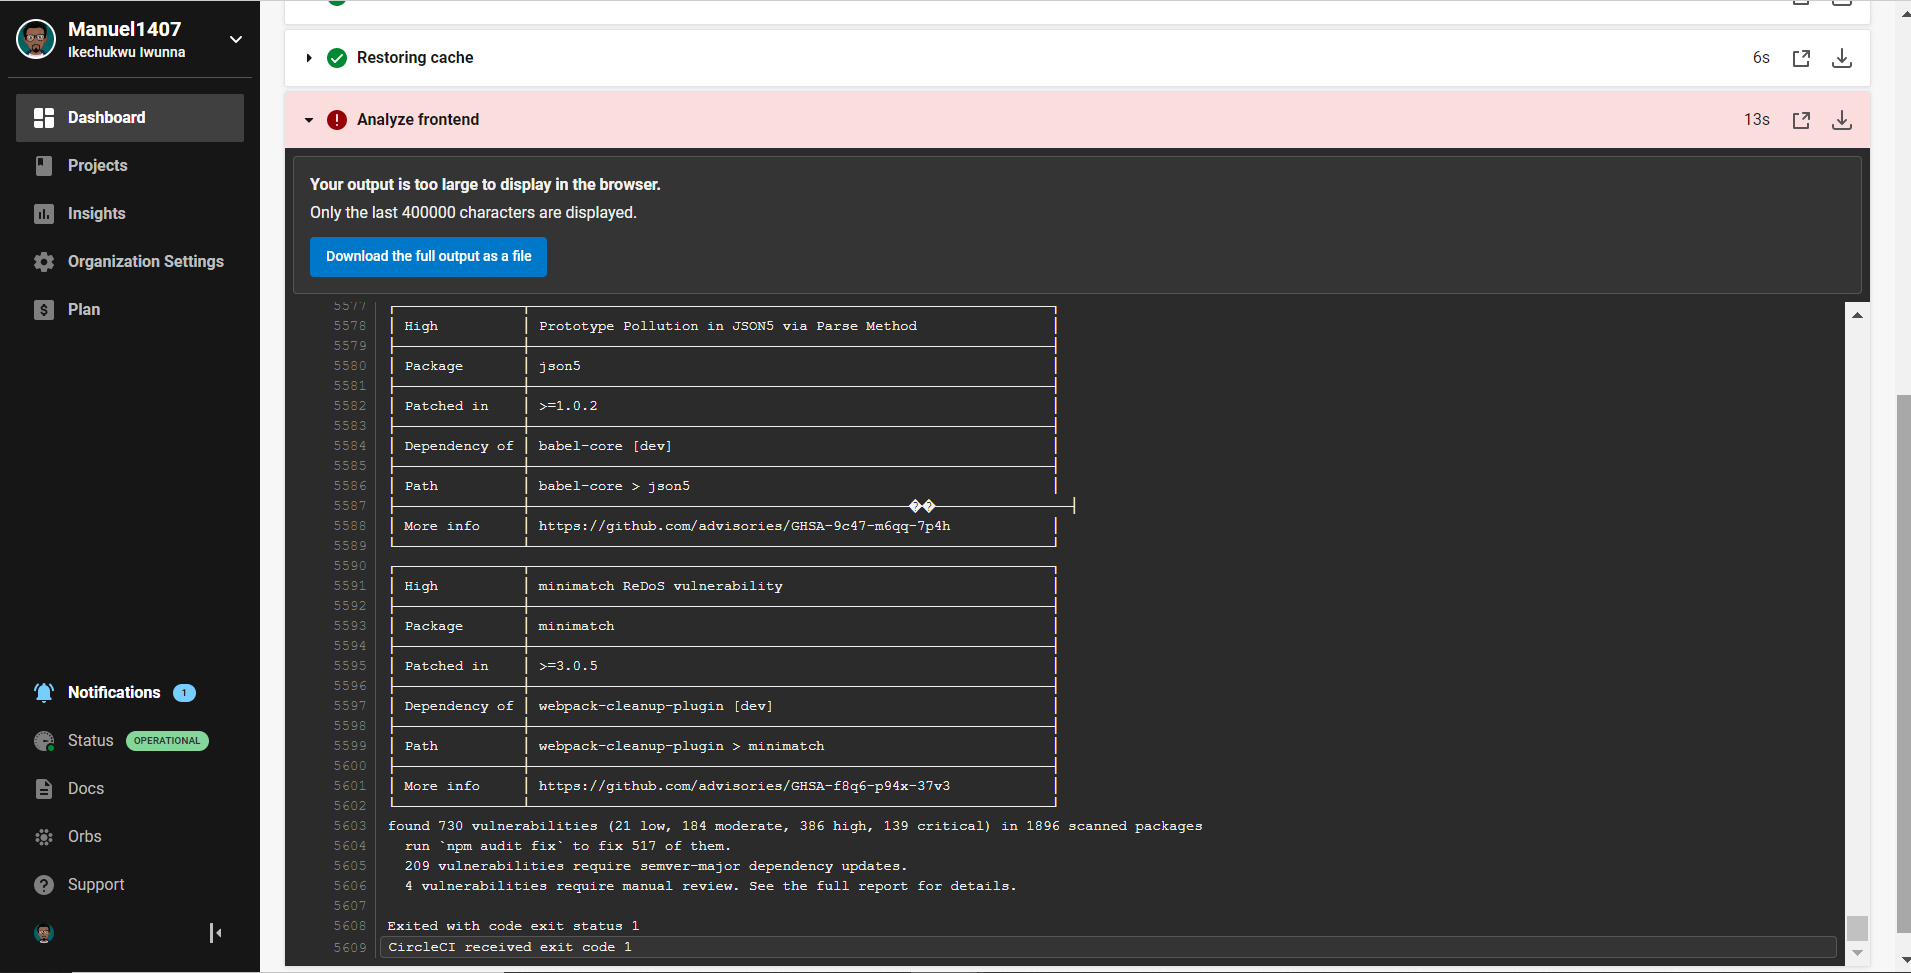 Manuel1407
Ikechukwu Iwunna
Dashboard
Projects
Insights
Organization Settings
Plan
Notifications 1
Status OPERATIONAL
Docs
Orbs
Support
Restoring cache 6s
Analyze frontend 13s
Your output is too large to display in the browser.
Only the last 400000 characters are displayed.
Download the full output as a file
5577
5578 High Prototype Pollution in JSON5 via Parse Method
5579
5580 Package json5
5581
5582 Patched in >=1.0.2
5583
5584 Dependency of babel-core [dev]
5585
5586 Path babel-core > json5
5587 ��
5588 More info https://github.com/advisories/GHSA-9c47-m6qq-7p4h
5589
5590
5591 High minimatch ReDoS vulnerability
5592
5593 Package minimatch
5594
5595 Patched in >=3.0.5
5596
5597 Dependency of webpack-cleanup-plugin [dev]
5598
5599 Path webpack-cleanup-plugin > minimatch
5600
5601 More info https://github.com/advisories/GHSA-f8q6-p94x-37v3
5602
5603 found 730 vulnerabilities (21 low, 184 moderate, 386 high, 139 critical) in 1896 scanned packages
5604 run `npm audit fix` to fix 517 of them.
5605 209 vulnerabilities require semver-major dependency updates.
5606 4 vulnerabilities require manual review. See the full report for details.
5607
5608 Exited with code exit status 1
5609 CircleCI received exit code 1